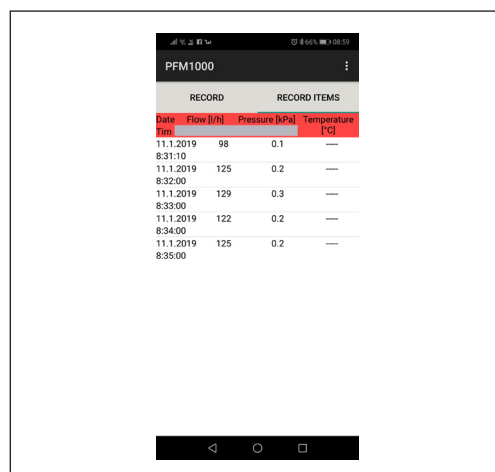 66% 08:59
PFM1000
RECORD RECORD ITEMS
Date Flow [l/h] Pressure [kPa] Temperature
Tim [°C]
11.1.2019 98 0.1 -----
8:31:10
11.1.2019 125 0.2 -----
8:32:00
11.1.2019 129 0.3 -----
8:33:00
11.1.2019 122 0.2 -----
8:34:00
11.1.2019 125 0.2 -----
8:35:00